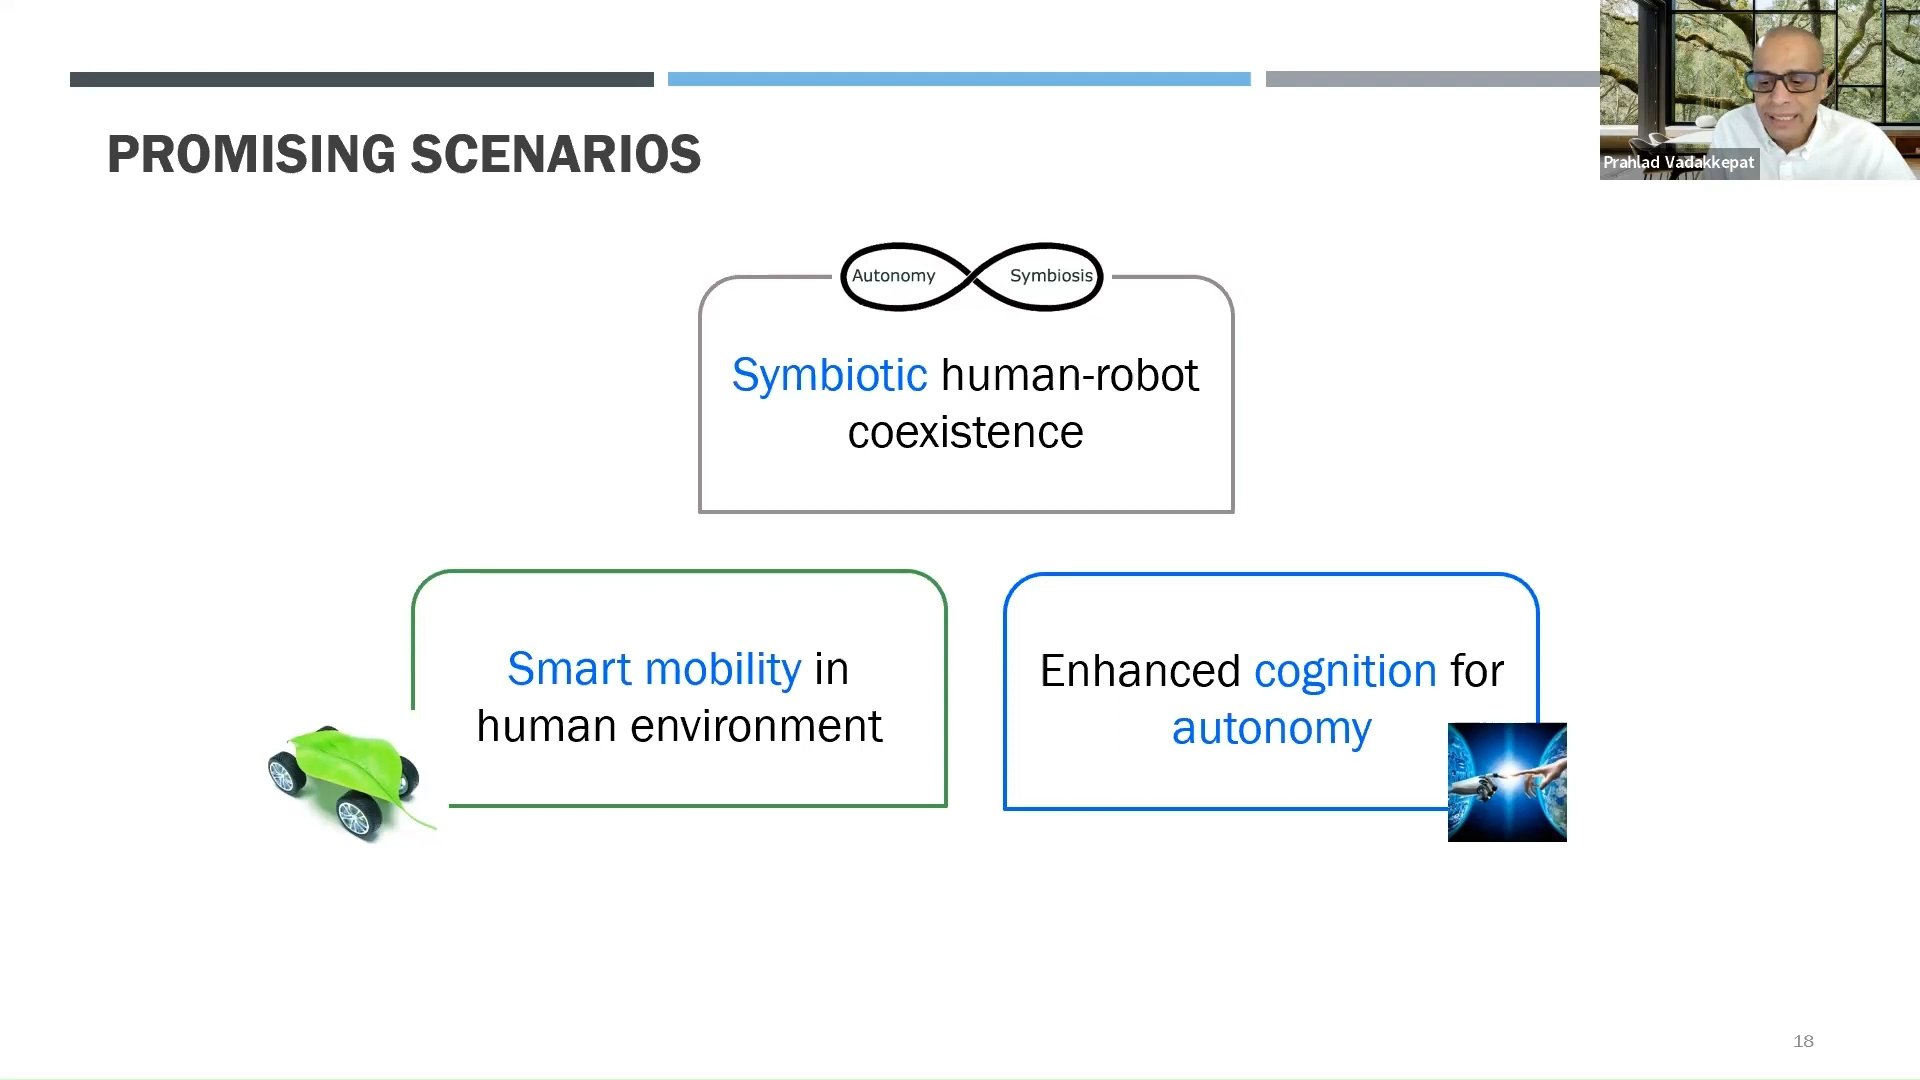 Prahlad Vadakkepat
PROMISING SCENARIOS
Autonomy
Symbiosis
Symbiotic human-robot
coexistence
Smart mobility in
human environment
Enhanced cognition for
autonomy
18